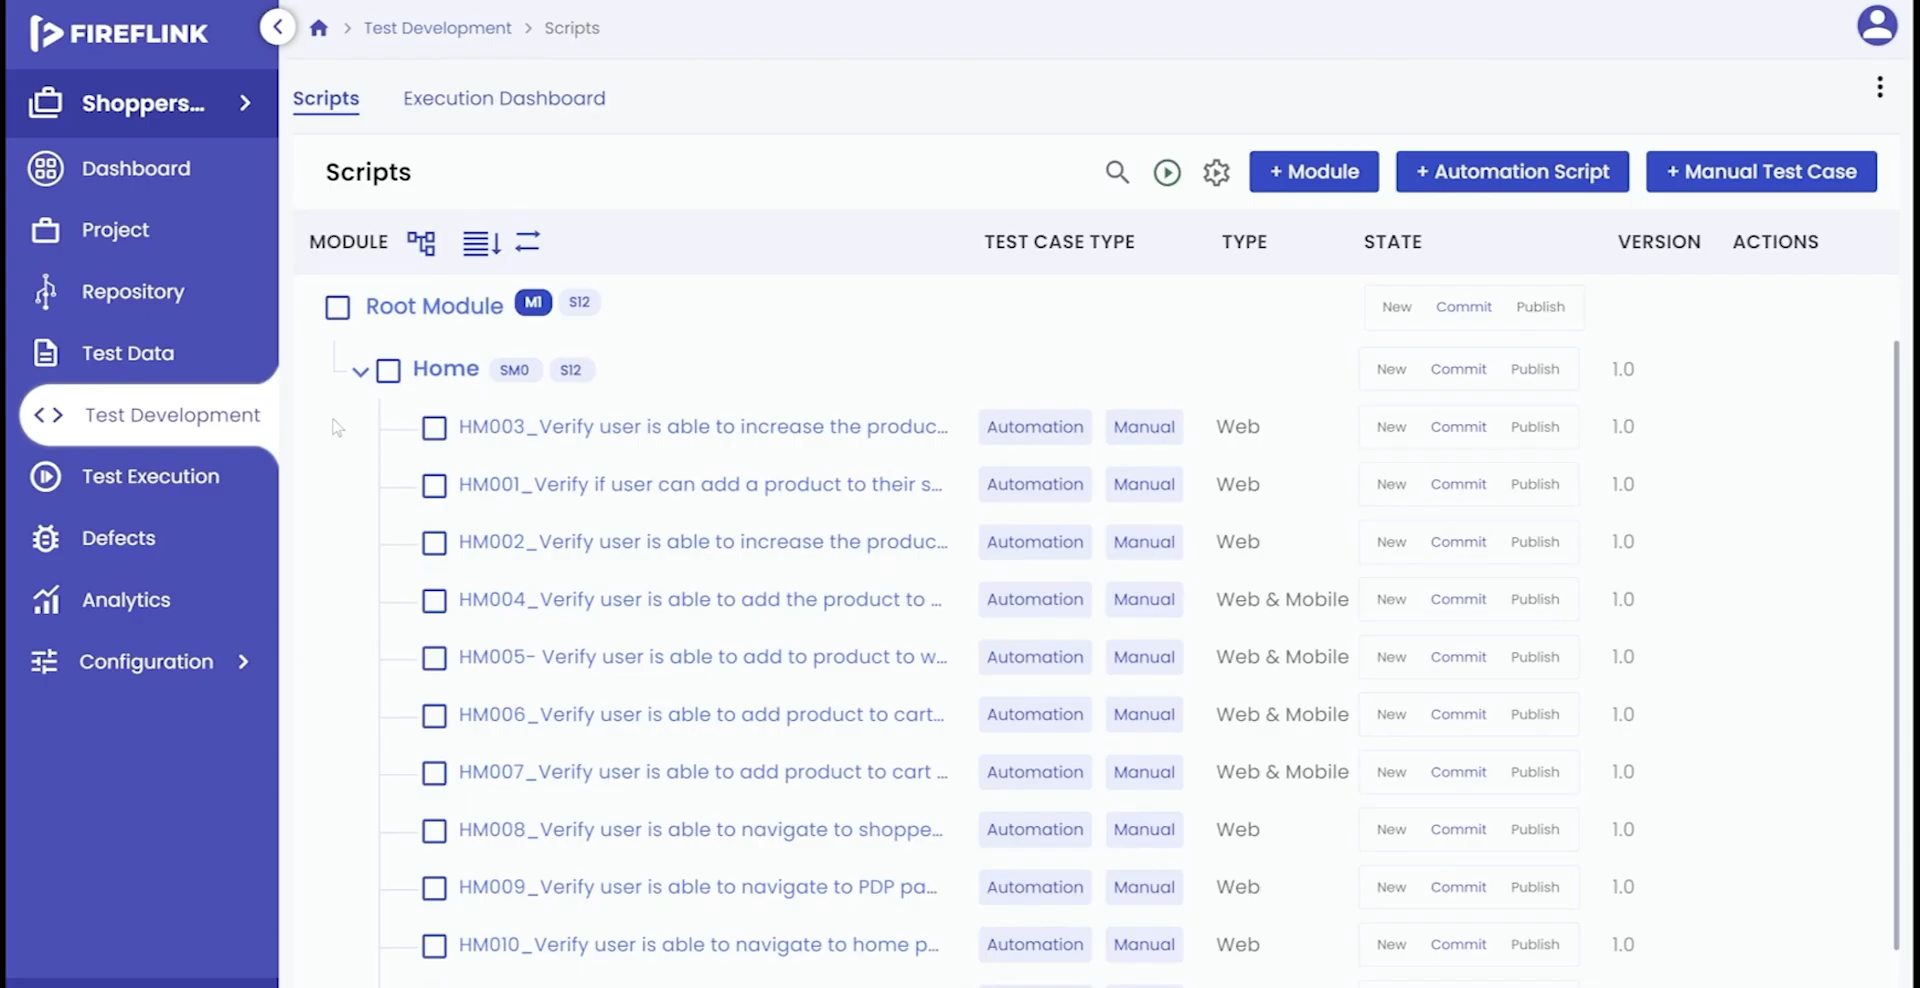 FIREFLINK
Test Development
Scripts
Shoppers...
Dashboard
Project
Repository
Test Data
Test Development
Test Execution
Defects
Analytics
Configuration
Scripts
Execution Dashboard
Scripts
+ Module
+ Automation Script
+ Manual Test Case
MODULE TEST CASE TYPE TYPE STATE VERSION ACTIONS
Root Module M1 S12 New Commit Publish
Home SM0 S12 New Commit Publish 1.0
HM003_Verify user is able to increase the produc... Automation Manual Web New Commit Publish 1.0
HM001_Verify if user can add a product to their s... Automation Manual Web New Commit Publish 1.0
HM002_Verify user is able to increase the produc... Automation Manual Web New Commit Publish 1.0
HM004_Verify user is able to add the product to ... Automation Manual Web & Mobile New Commit Publish 1.0
HM005- Verify user is able to add to product to w... Automation Manual Web & Mobile New Commit Publish 1.0
HM006_Verify user is able to add product to cart... Automation Manual Web & Mobile New Commit Publish 1.0
HM007_Verify user is able to add product to cart ... Automation Manual Web & Mobile New Commit Publish 1.0
HM008_Verify user is able to navigate to shoppe... Automation Manual Web New Commit Publish 1.0
HM009_Verify user is able to navigate to PDP pa... Automation Manual Web New Commit Publish 1.0
HM010_Verify user is able to navigate to home p... Automation Manual Web New Commit Publish 1.0